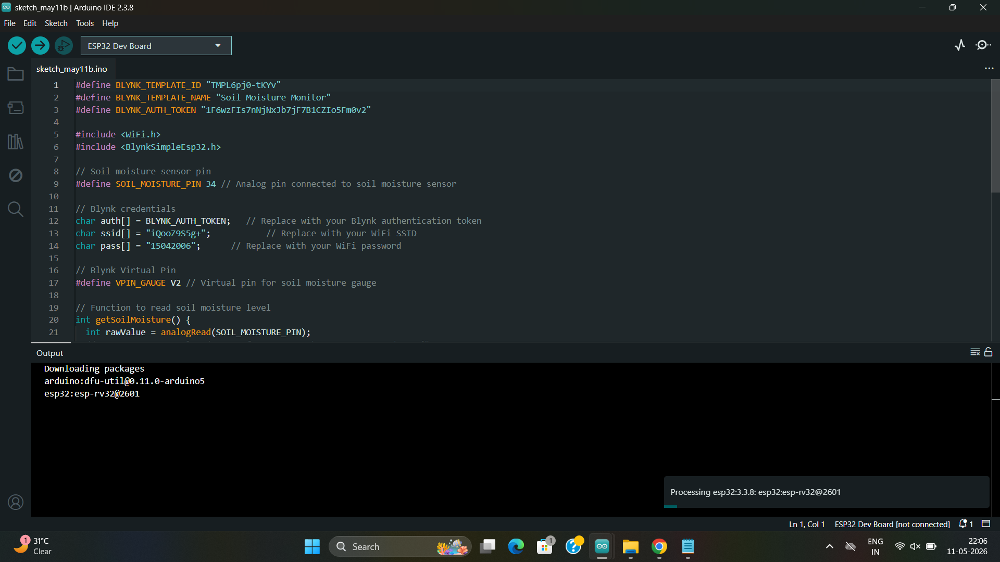 sketch_may11b | Arduino IDE 2.3.8
File Edit Sketch Tools Help
ESP32 Dev Board
sketch_may11b.ino
1 #define BLYNK_TEMPLATE_ID "TMPL6pj0-tKYv"
2 #define BLYNK_TEMPLATE_NAME "Soil Moisture Monitor"
3 #define BLYNK_AUTH_TOKEN "1F6wzFIs7nNjNxJb7jF7B1CZIo5Fm0v2"
4
5 #include <WiFi.h>
6 #include <BlynkSimpleEsp32.h>
7
8 // Soil moisture sensor pin
9 #define SOIL_MOISTURE_PIN 34 // Analog pin connected to soil moisture sensor
10
11 // Blynk credentials
12 char auth[] = BLYNK_AUTH_TOKEN; // Replace with your Blynk authentication token
13 char ssid[] = "iQooZ9S5g+"; // Replace with your WiFi SSID
14 char pass[] = "15042006"; // Replace with your WiFi password
15
16 // Blynk Virtual Pin
17 #define VPIN_GAUGE V2 // Virtual pin for soil moisture gauge
18
19 // Function to read soil moisture level
20 int getSoilMoisture() {
21 int rawValue = analogRead(SOIL_MOISTURE_PIN);
Output
Downloading packages
arduino:dfu-util@0.11.0-arduino5
esp32:esp-rv32@2601
Processing esp32:3.3.8: esp32:esp-rv32@2601
Ln 1, Col 1 ESP32 Dev Board [not connected] 1
1 31°C
Clear
Search
1
ENG
IN
22:06
11-05-2026